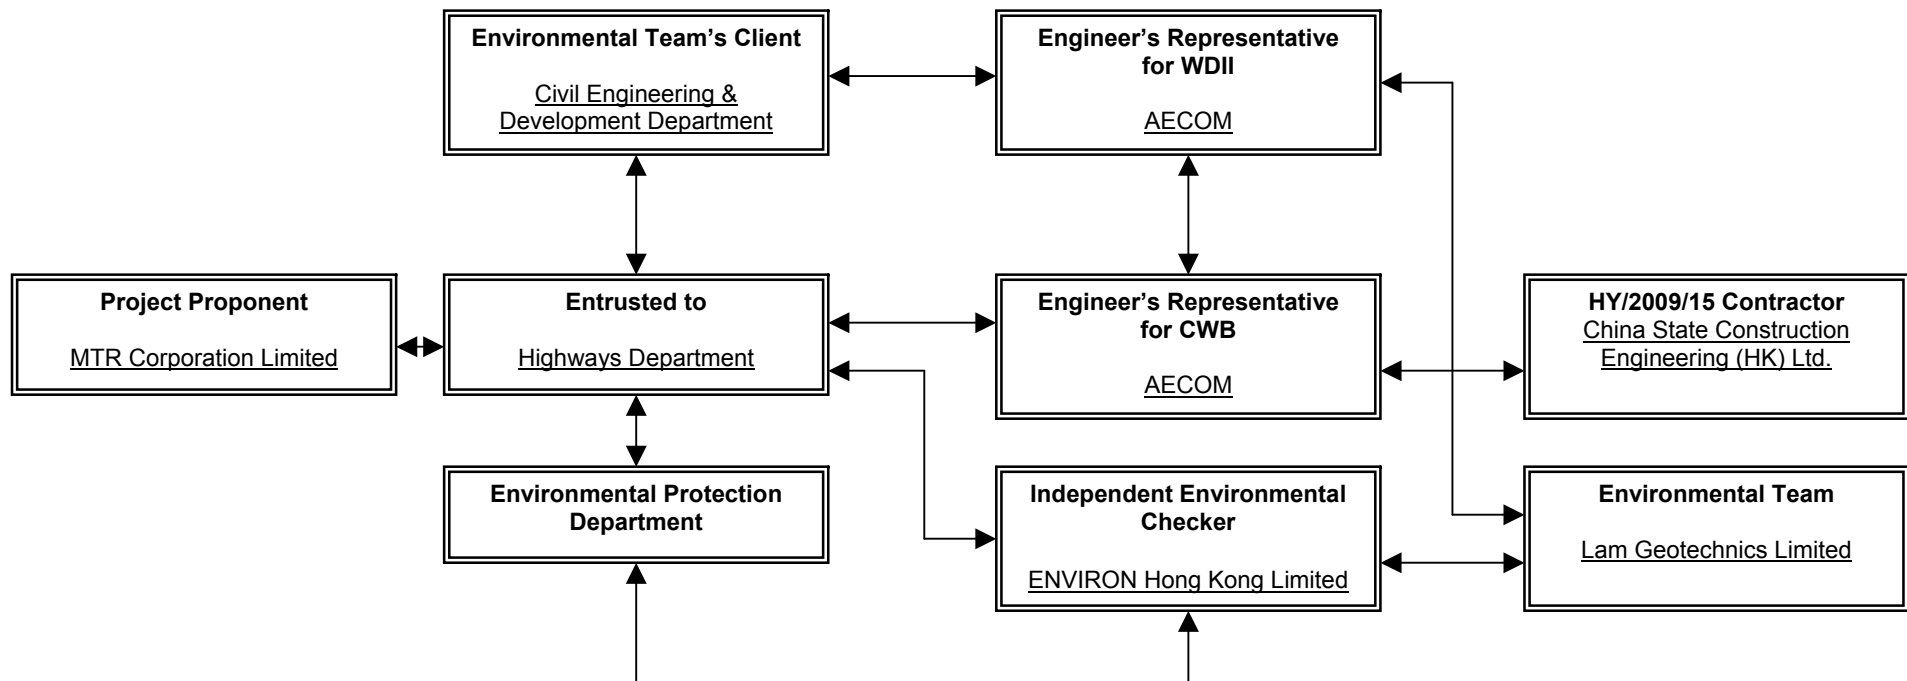 Environmental Team’s Client
Civil Engineering &
Development Department
Engineer’s Representative
for WDII
AECOM
Project Proponent
MTR Corporation Limited
Entrusted to
Highways Department
Engineer’s Representative
for CWB
AECOM
HY/2009/15 Contractor
China State Construction
Engineering (HK) Ltd.
Environmental Protection
Department
Independent Environmental
Checker
ENVIRON Hong Kong Limited
Environmental Team
Lam Geotechnics Limited